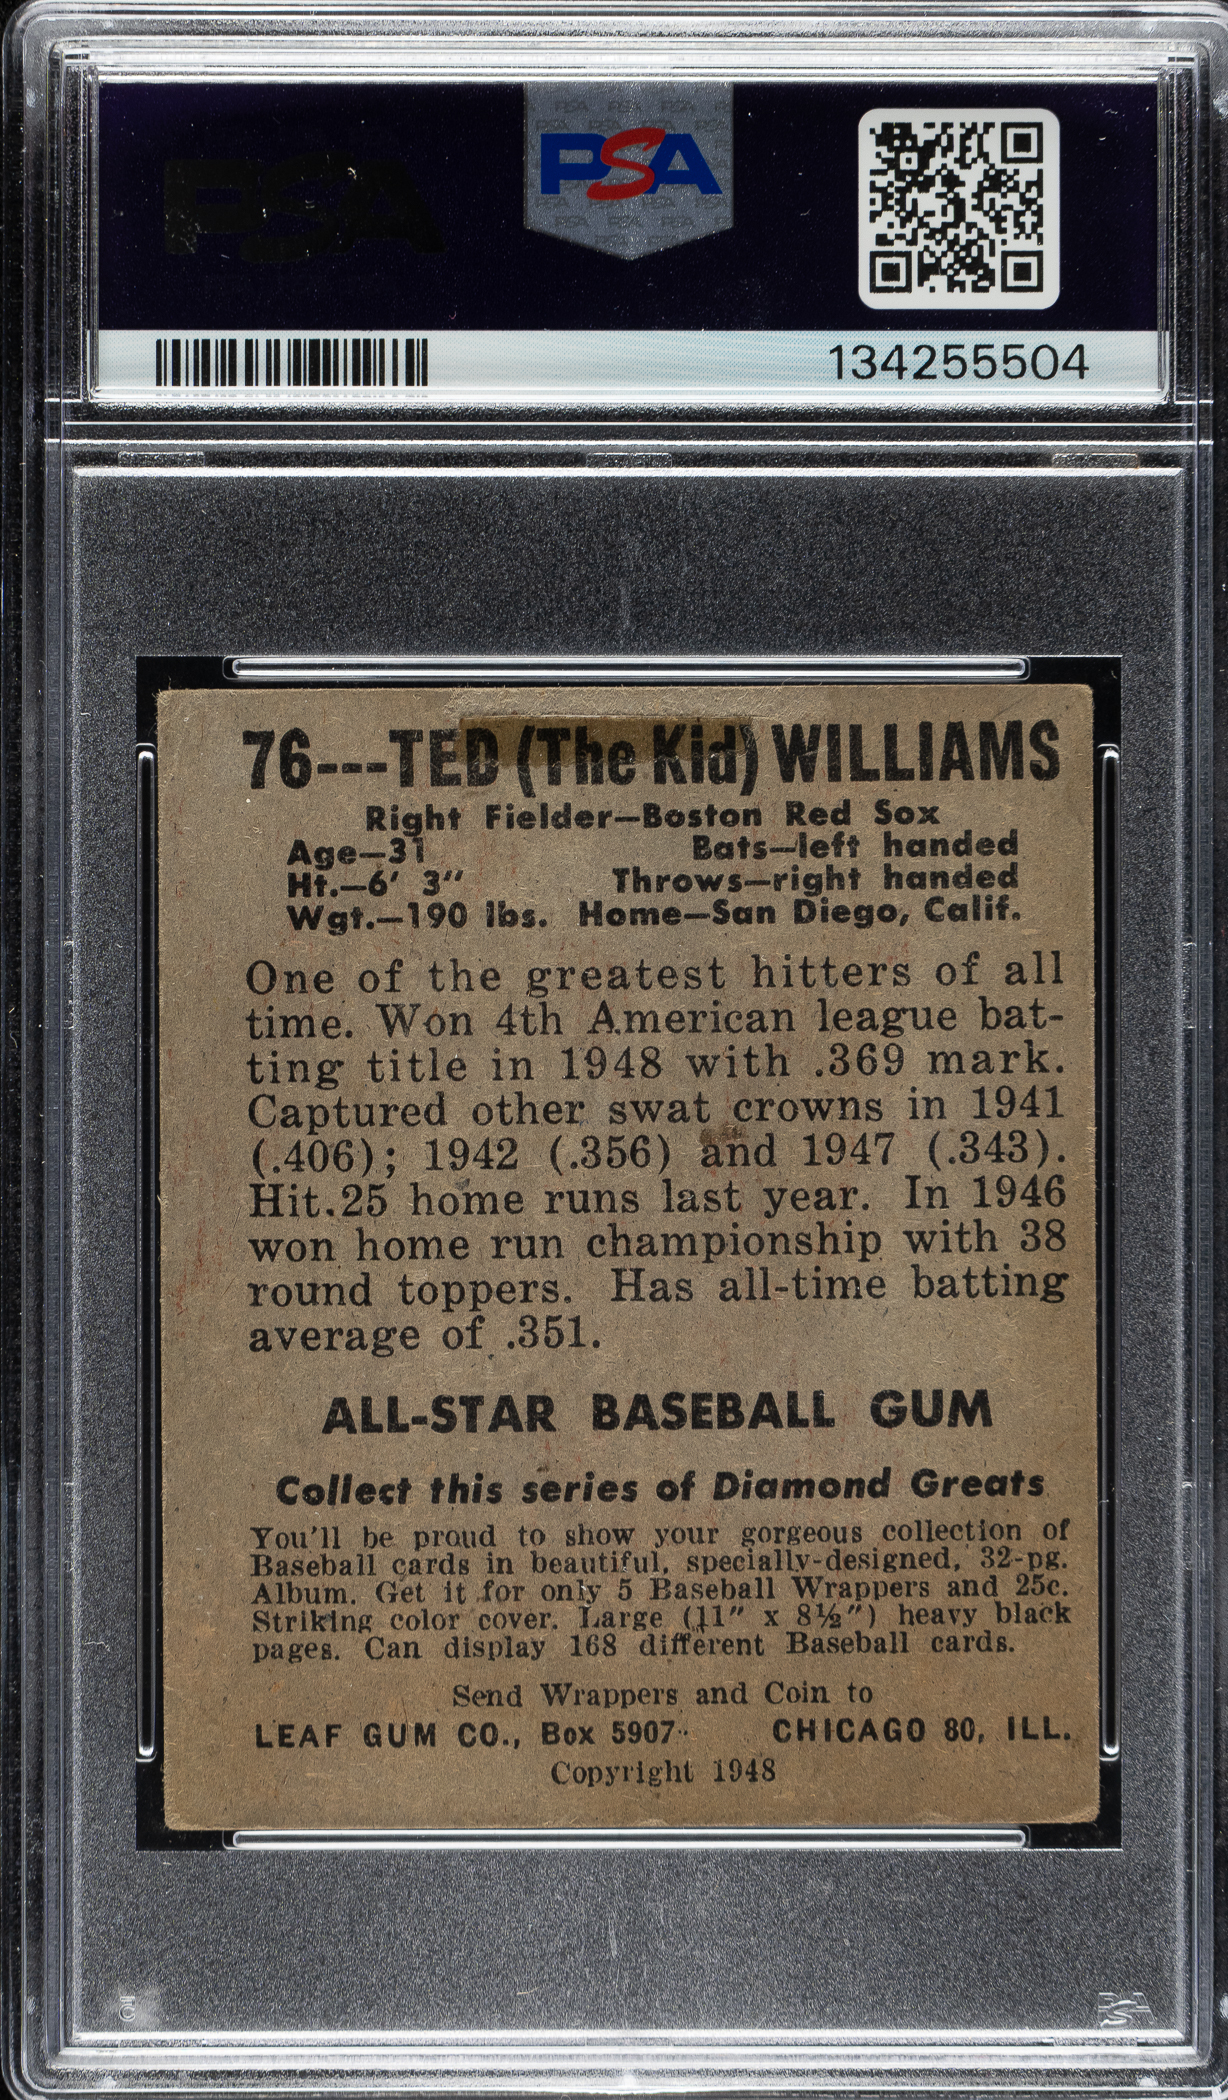 PSA
134255504
76---TED (The Kid) WILLIAMS
Right Fielder—Boston Red Sox
Age—31 Bats—left handed
Ht.—6' 3" Throws—right handed
Wgt.—190 lbs. Home—San Diego, Calif.
One of the greatest hitters of all
time. Won 4th American league bat-
ting title in 1948 with .369 mark.
Captured other swat crowns in 1941
(.406); 1942 (.356) and 1947 (.343).
Hit 25 home runs last year. In 1946
won home run championship with 38
round toppers. Has all-time batting
average of .351.
ALL-STAR BASEBALL GUM
Collect this series of Diamond Greats
You'll be proud to show your gorgeous collection of
Baseball cards in beautiful, specially-designed, 32-pg.
Album. Get it for only 5 Baseball Wrappers and 25c.
Striking color cover. Large (11" x 8½") heavy black
pages. Can display 168 different Baseball cards.
Send Wrappers and Coin to
LEAF GUM CO., Box 5907 CHICAGO 80, ILL.
Copyright 1948
PSA